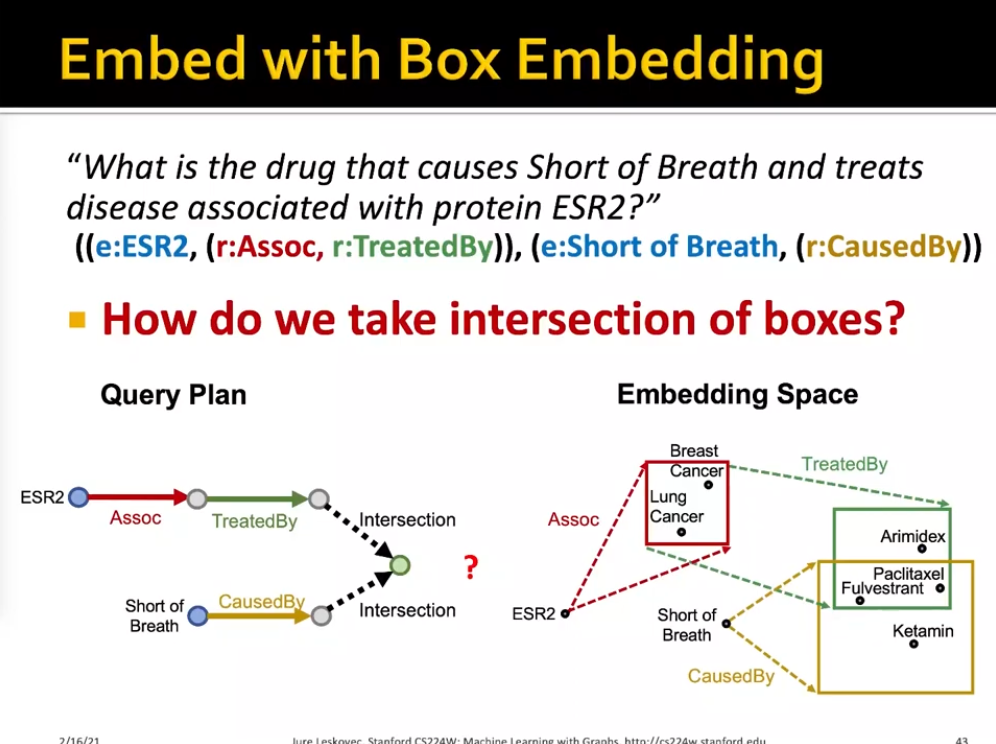 Embed with Box Embedding
“What is the drug that causes Short of Breath and treats
disease associated with protein ESR2?”
((e:ESR2, (r:Assoc, r:TreatedBy)), (e:Short of Breath, (r:CausedBy))
How do we take intersection of boxes?
Query Plan
ESR2
Assoc
TreatedBy
Intersection
?
Short of
Breath
CausedBy
Intersection
Embedding Space
Breast
Cancer
Lung
Cancer
TreatedBy
Assoc
Arimidex
Paclitaxel
Fulvestrant
ESR2
Short of
Breath
Ketamin
CausedBy
2/16/21
Jure Leskovec, Stanford CS224W: Machine Learning with Graphs, http://cs224w.stanford.edu
43